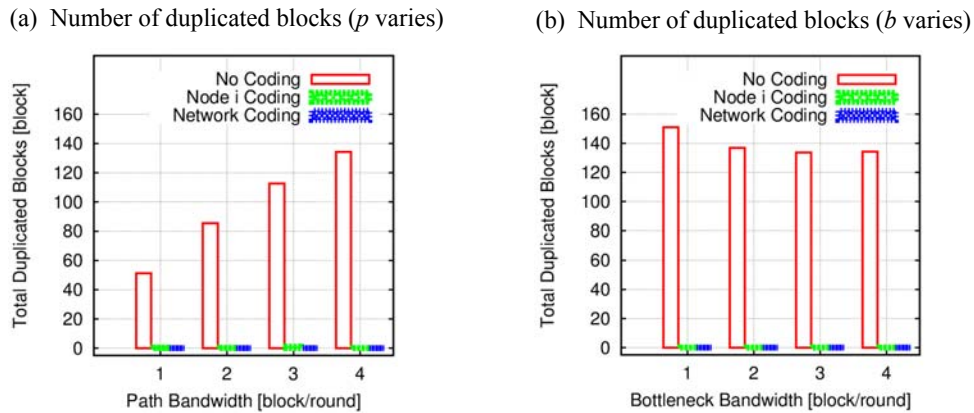 (a) Number of duplicated blocks (p varies)
Total Duplicated Blocks [block]
160
140
120
100
80
60
40
20
0
No Coding
Node i Coding
Network Coding
1 2 3 4
Path Bandwidth [block/round]
(b) Number of duplicated blocks (b varies)
Total Duplicated Blocks [block]
160
140
120
100
80
60
40
20
0
No Coding
Node i Coding
Network Coding
1 2 3 4
Bottleneck Bandwidth [block/round]